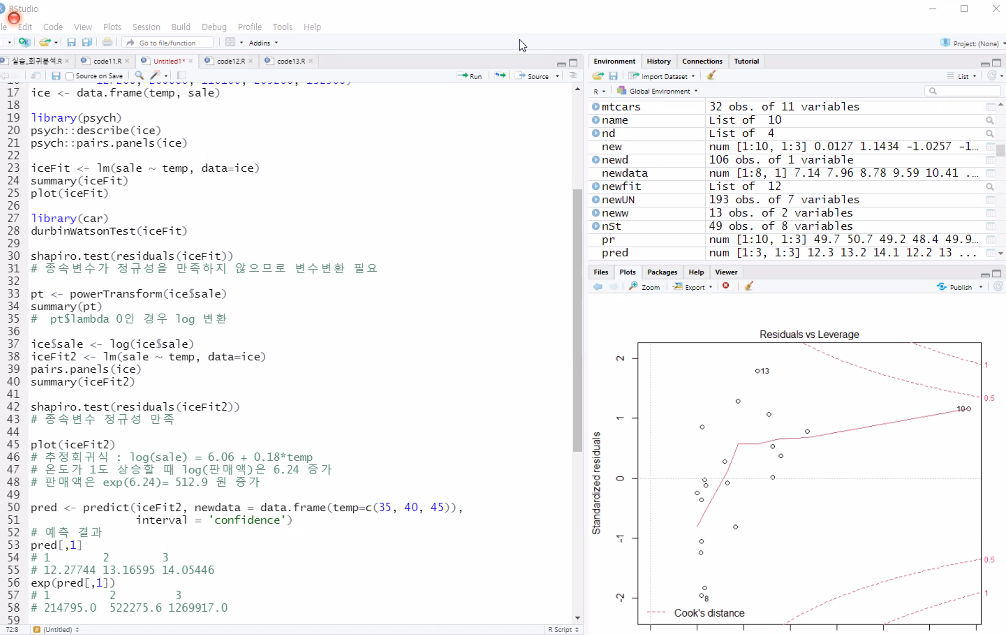 RStudio
Edit Code View Plots Session Build Debug Profile Tools Help
Go to file/function
Addins
Project: (None)
실습_회귀분석.R
code11.R
Untitled1*
code12.R
code13.R
Source on Save
Run
Source
17 ice <- data.frame(temp, sale)
18
19 library(psych)
20 psych::describe(ice)
21 psych::pairs.panels(ice)
22
23 iceFit <- lm(sale ~ temp, data=ice)
24 summary(iceFit)
25 plot(iceFit)
26
27 library(car)
28 durbinWatsonTest(iceFit)
29
30 shapiro.test(residuals(iceFit))
31 # 종속변수가 정규성을 만족하지 않으므로 변수변환 필요
32
33 pt <- powerTransform(ice$sale)
34 summary(pt)
35 # pt$lambda 0인 경우 log 변환
36
37 ice$sale <- log(ice$sale)
38 iceFit2 <- lm(sale ~ temp, data=ice)
39 pairs.panels(ice)
40 summary(iceFit2)
41
42 shapiro.test(residuals(iceFit2))
43 # 종속변수 정규성 만족
44
45 plot(iceFit2)
46 # 추정회귀식 : log(sale) = 6.06 + 0.18*temp
47 # 온도가 1도 상승할 때 log(판매액)은 6.24 증가
48 # 판매액은 exp(6.24)= 512.9 원 증가
49
50 pred <- predict(iceFit2, newdata = data.frame(temp=c(35, 40, 45)),
51 interval = 'confidence')
52 # 예측 결과
53 pred[,1]
54 # 1 2 3
55 # 12.27744 13.16595 14.05446
56 exp(pred[,1])
57 # 1 2 3
58 # 214795.0 522275.6 1269917.0
59
72:8 (Untitled) R Script
Environment History Connections Tutorial
Import Dataset
List
R Global Environment
mtcars 32 obs. of 11 variables
name List of 10
nd List of 4
new num [1:10, 1:3] 0.0127 1.1434 -1.0257 -1...
newd 106 obs. of 1 variable
newdata num [1:8, 1] 7.14 7.96 8.78 9.59 10.41 ...
newfit List of 12
newUN 193 obs. of 7 variables
neww 13 obs. of 2 variables
nSt 49 obs. of 8 variables
pr num [1:10, 1:3] 49.7 50.7 49.2 48.4 49.9...
pred num [1:3, 1:3] 12.3 13.2 14.1 12.2 13 ...
Files Plots Packages Help Viewer
Zoom Export Publish
Residuals vs Leverage
Standardized residuals
2
1
0
-1
-2
13
10
8
1
0.5
0.5
1
Cook's distance